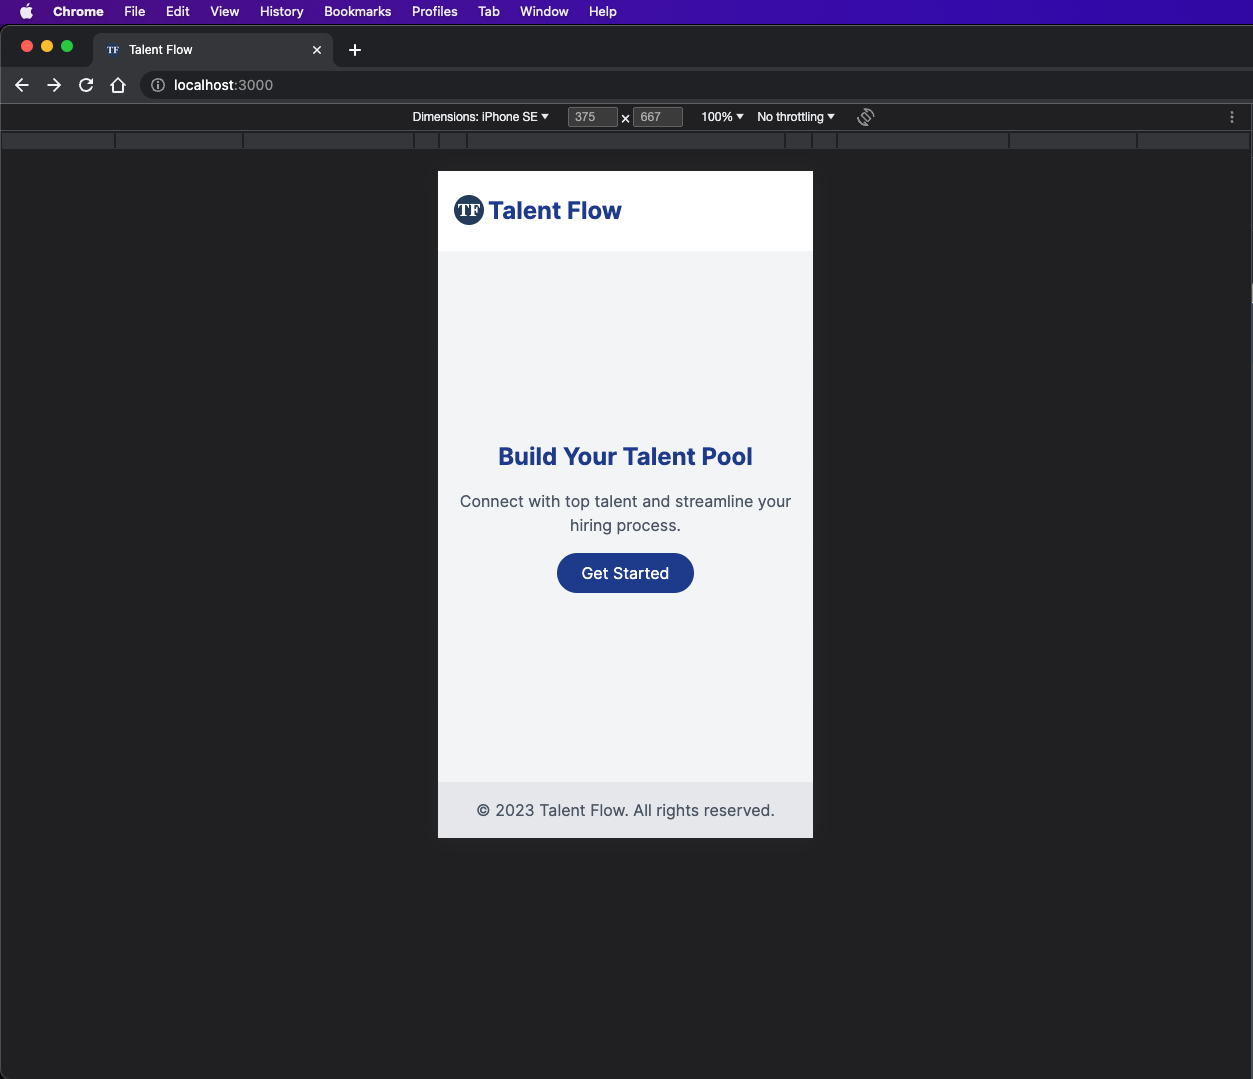 Chrome File Edit View History Bookmarks Profiles Tab Window Help
TF Talent Flow
localhost:3000
Dimensions: iPhone SE 375 × 667 100% No throttling
TF Talent Flow
Build Your Talent Pool
Connect with top talent and streamline your
hiring process.
Get Started
© 2023 Talent Flow. All rights reserved.